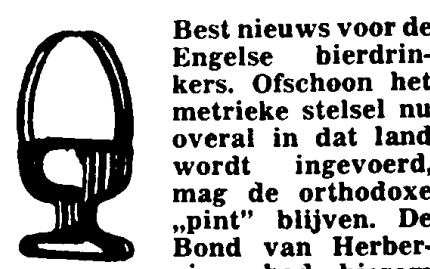 Best nieuws voor de
Engelse bierdrin-
kers. Ofschoon het
metrieke stelsel nu
overal in dat land
wordt ingevoerd,
mag de orthodoxe
„pint” blijven. De
Bond van Herber-